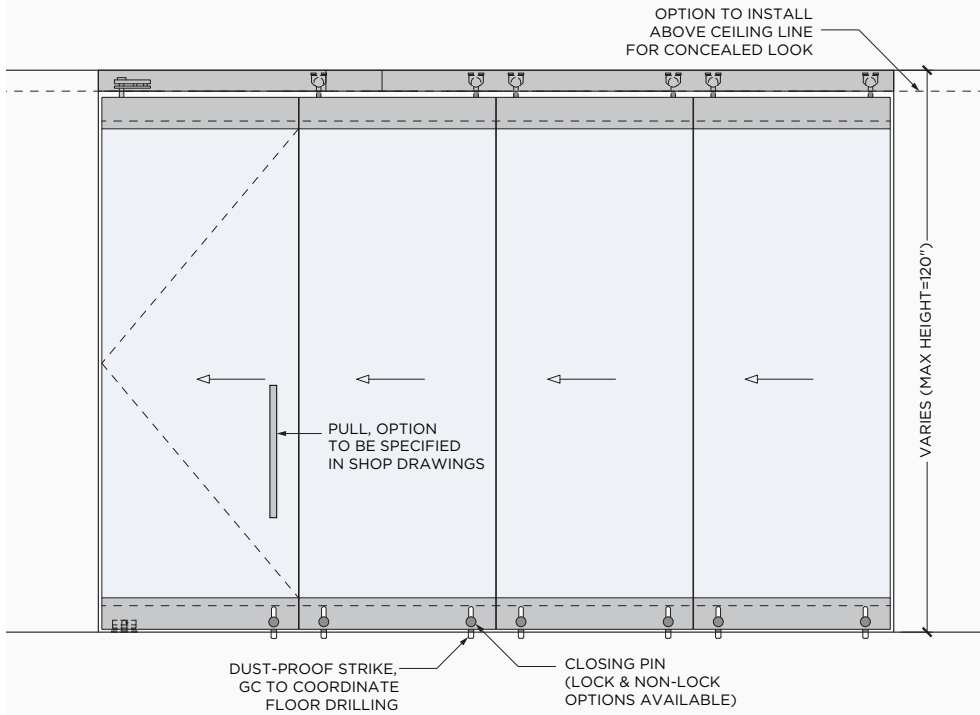 OPTION TO INSTALL
ABOVE CEILING LINE
FOR CONCEALED LOOK
VARIES (MAX HEIGHT=120")
PULL, OPTION
TO BE SPECIFIED
IN SHOP DRAWINGS
DUST-PROOF STRIKE,
GC TO COORDINATE
FLOOR DRILLING
CLOSING PIN
(LOCK & NON-LOCK
OPTIONS AVAILABLE)